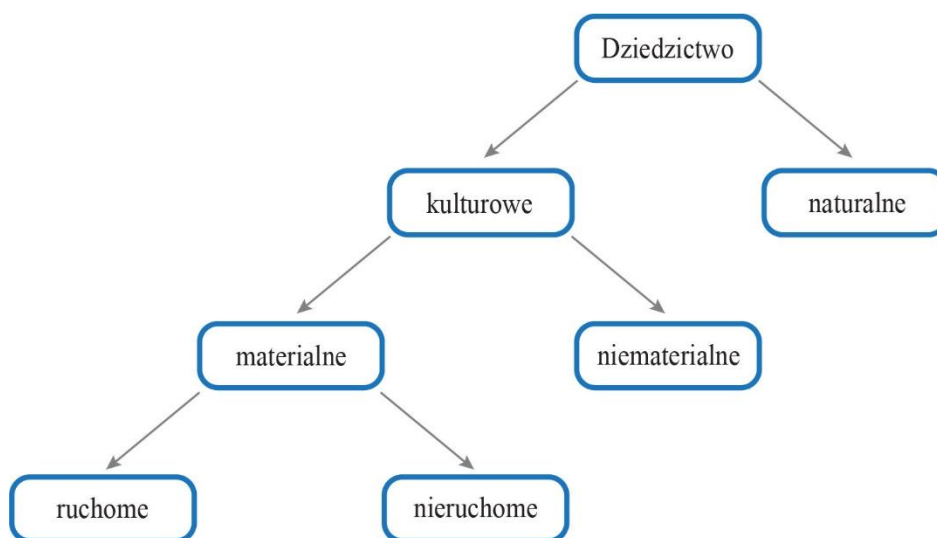 Dziedzictwo
kulturowe
naturalne
materialne
niematerialne
ruchome
nieruchome